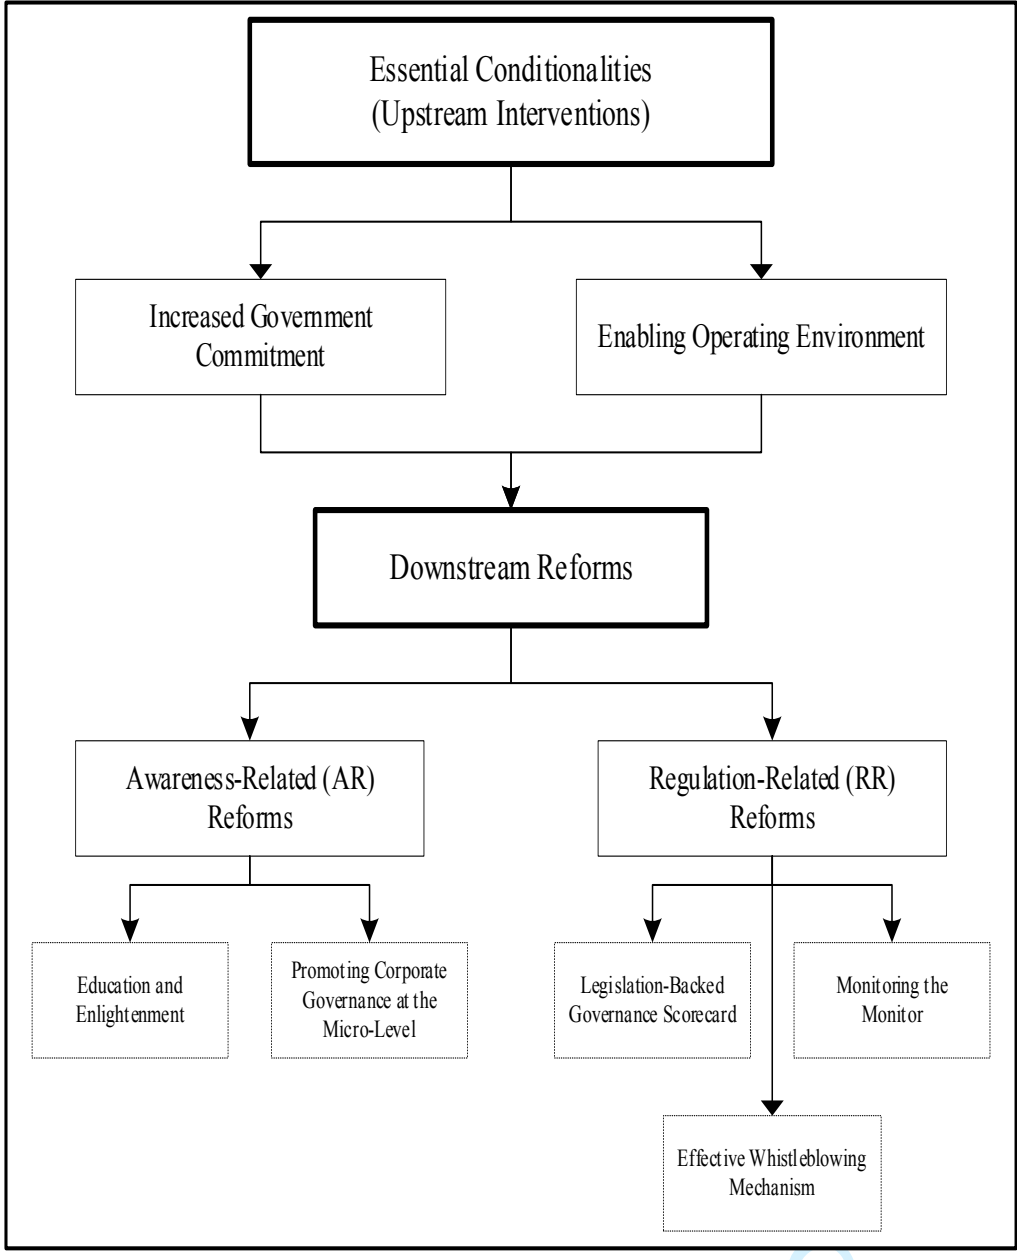 Essential Conditionalities
(Upstream Interventions)
Increased Government
Commitment
Enabling Operating Environment
Downstream Reforms
Awareness-Related (AR)
Reforms
Regulation-Related (RR)
Reforms
Education and
Enlightenment
Promoting Corporate
Governance at the
Micro-Level
Legislation-Backed
Governance Scorecard
Monitoring the
Monitor
Effective Whistleblowing
Mechanism